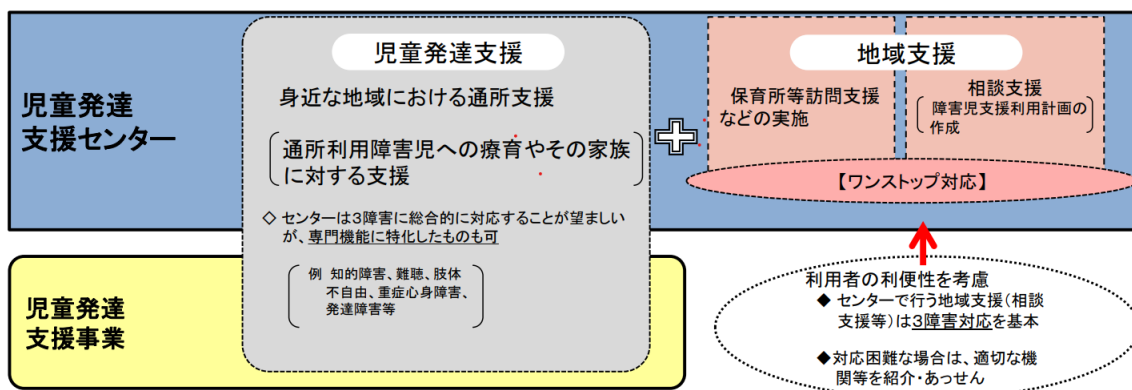 児童発達
支援センター
児童発達支援
身近な地域における通所支援
通所利用障害児への療育やその家族
に対する支援
◇ センターは3障害に総合的に対応することが望ましい
が、専門機能に特化したものも可
例 知的障害、難聴、肢体
不自由、重症心身障害、
発達障害等
地域支援
保育所等訪問支援
などの実施
相談支援
障害児支援利用計画の
作成
【ワンストップ対応】
児童発達
支援事業
利用者の利便性を考慮
◆ センターで行う地域支援(相談
支援等)は3障害対応を基本
◆対応困難な場合は、適切な機
関等を紹介・あっせん